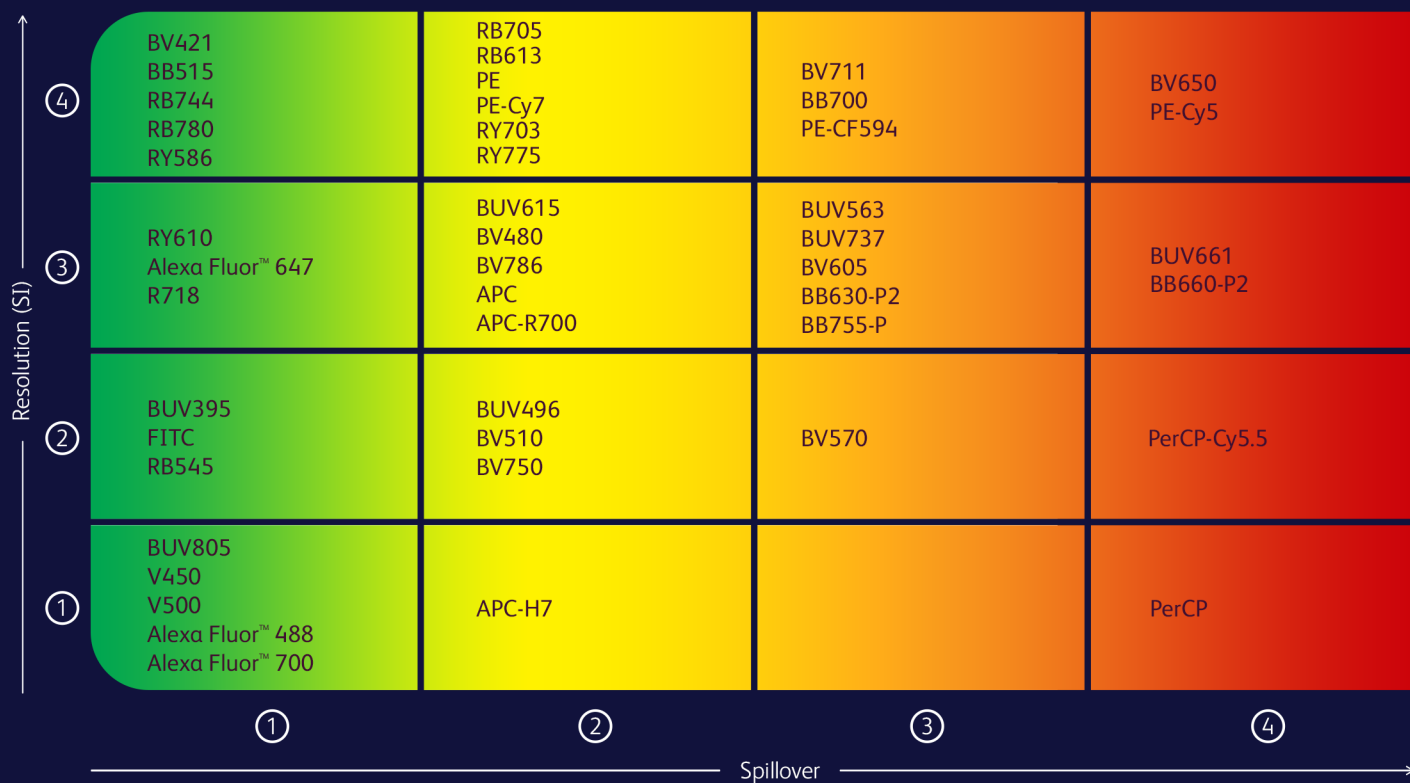 Resolution (SI)
4
BV421
BB515
RB744
RB780
RY586
RB705
RB613
PE
PE-Cy7
RY703
RY775
BV711
BB700
PE-CF594
BV650
PE-Cy5
3
RY610
Alexa Fluor™ 647
R718
BUV615
BV480
BV786
APC
APC-R700
BUV563
BUV737
BV605
BB630-P2
BB755-P
BUV661
BB660-P2
2
BUV395
FITC
RB545
BUV496
BV510
BV750
BV570
PerCP-Cy5.5
1
BUV805
V450
V500
Alexa Fluor™ 488
Alexa Fluor™ 700
APC-H7
PerCP
1
2
3
4
Spillover